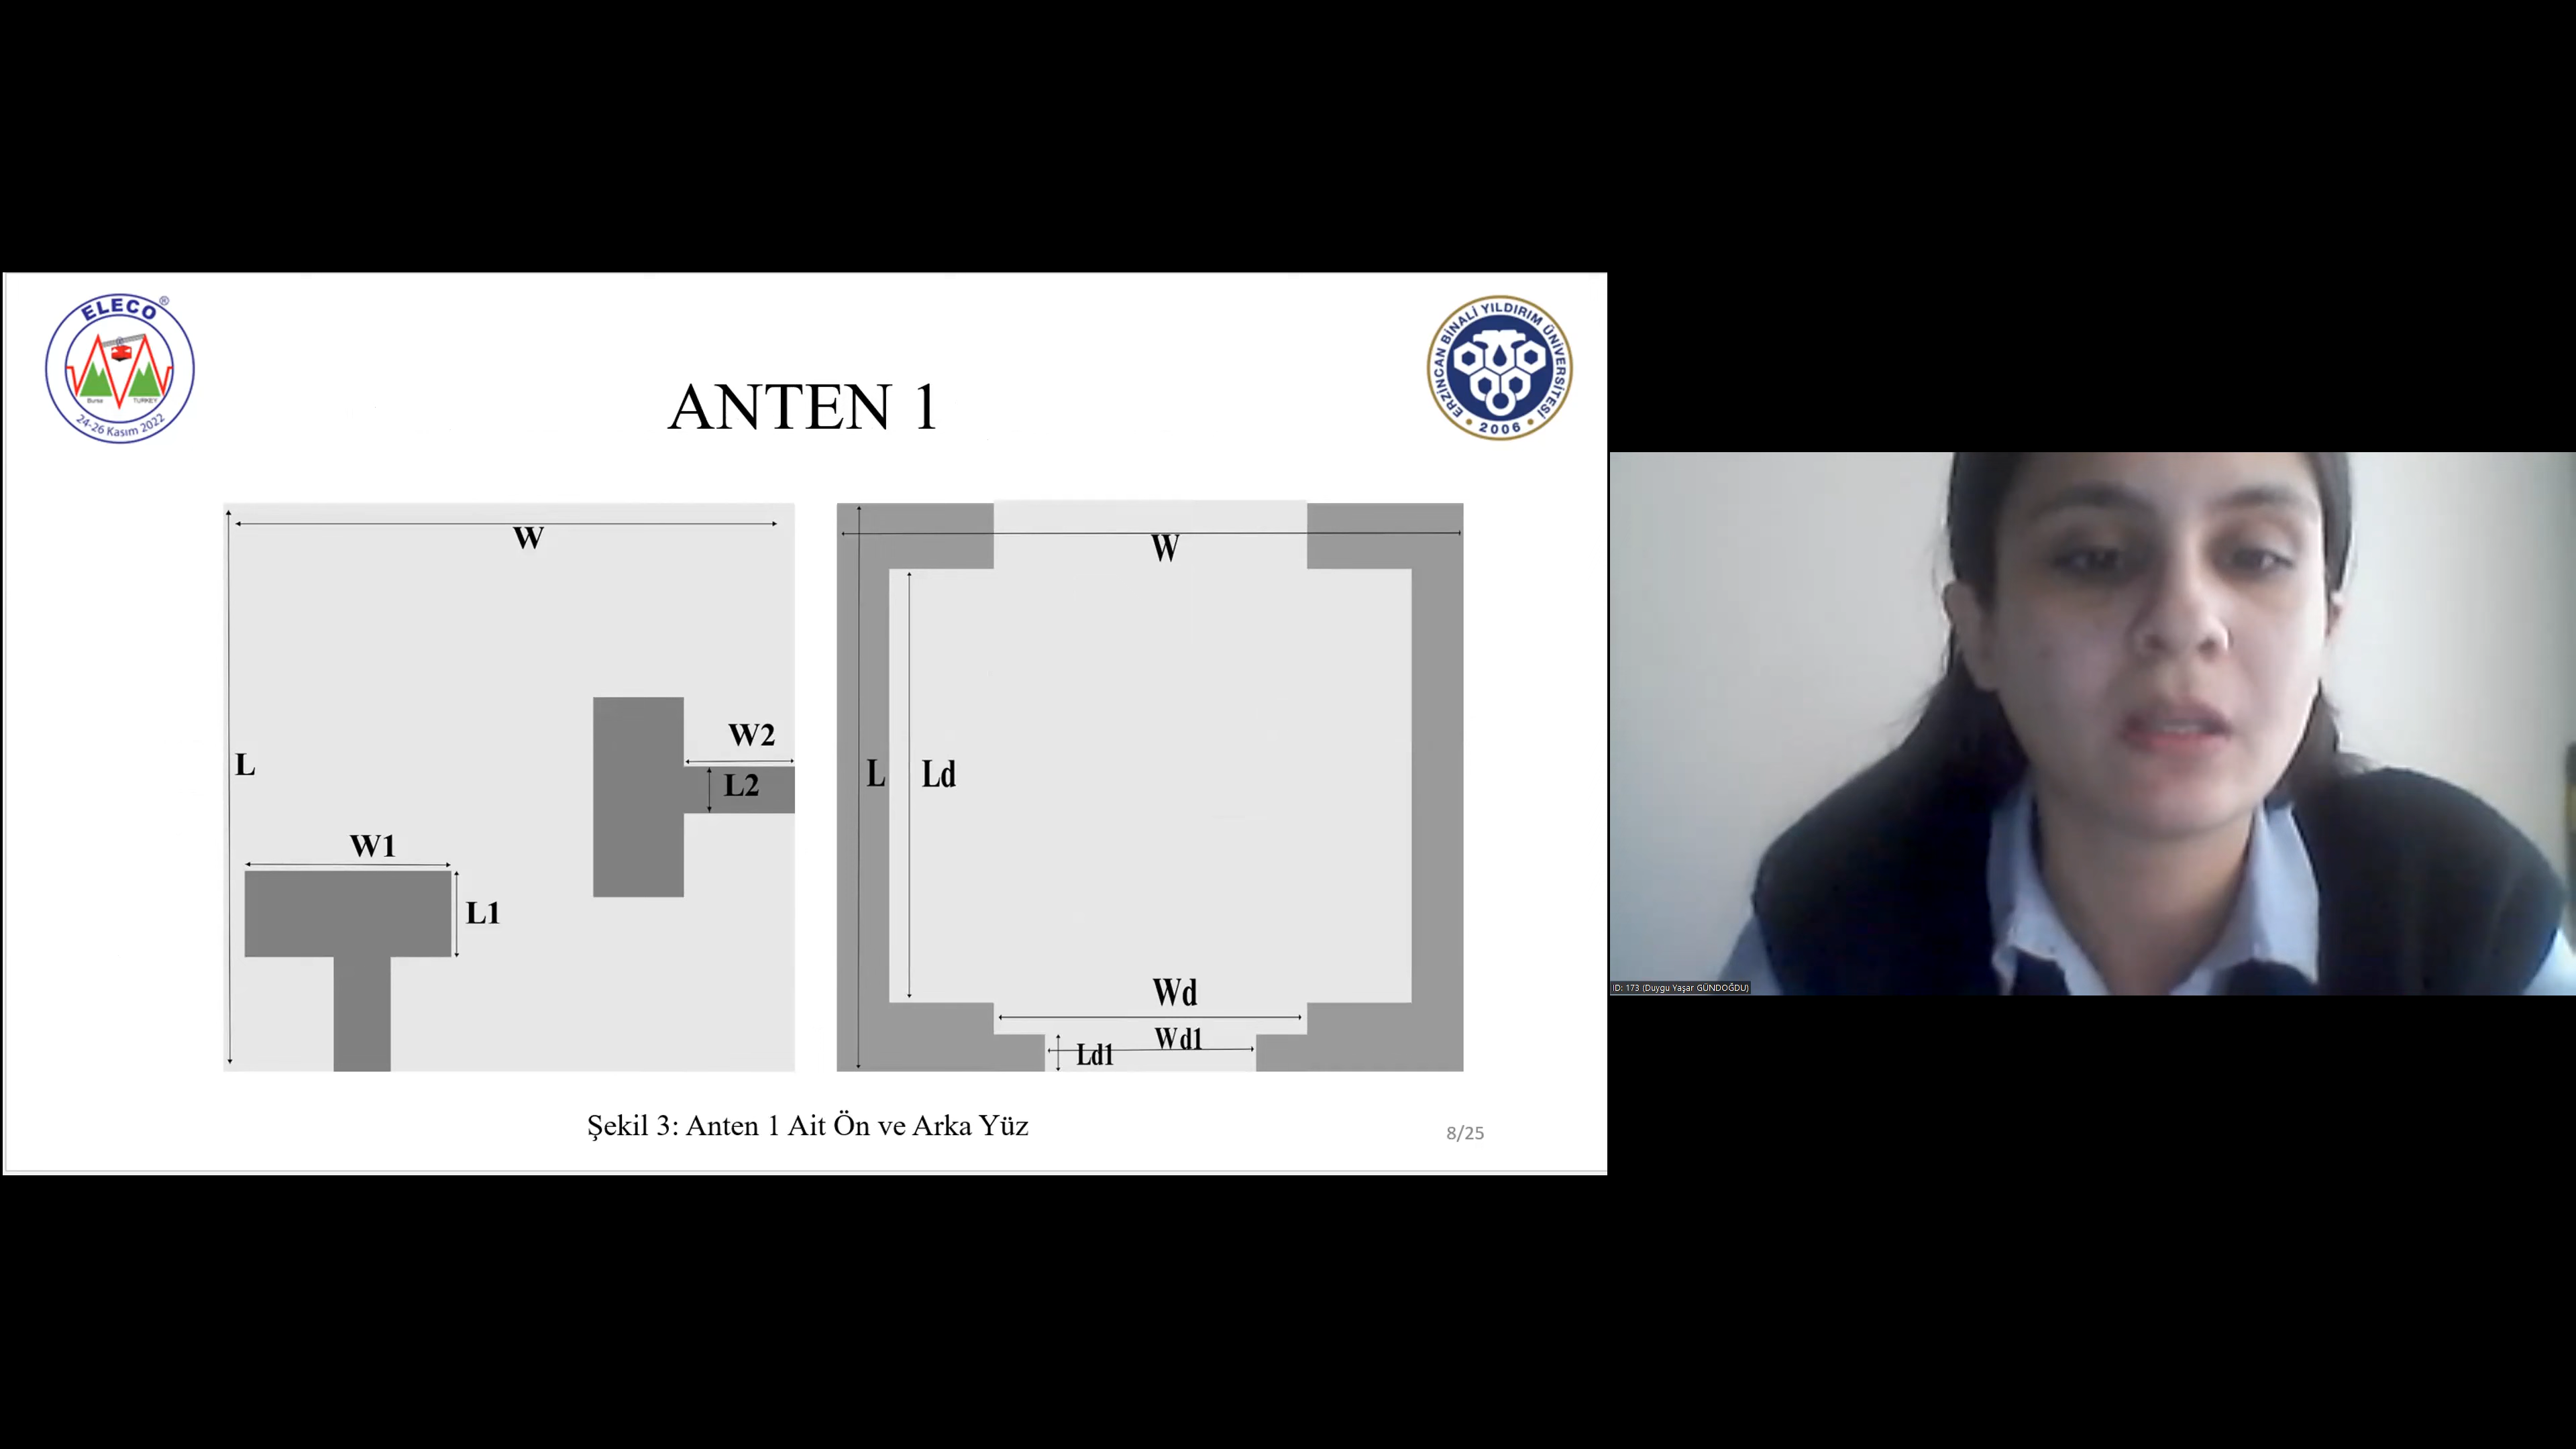 ELECO®
Bursa TURKEY
24-26 Kasım 2022
ERZİNCAN BİNALİ YILDIRIM ÜNİVERSİTESİ
• 2006 •
ANTEN 1
W
L
W2
L2
W1
L1
W
L
Ld
Wd
Wd1
Ld1
Şekil 3: Anten 1 Ait Ön ve Arka Yüz
8/25
ID: 173 (Duygu Yaşar GÜNDOĞDU)